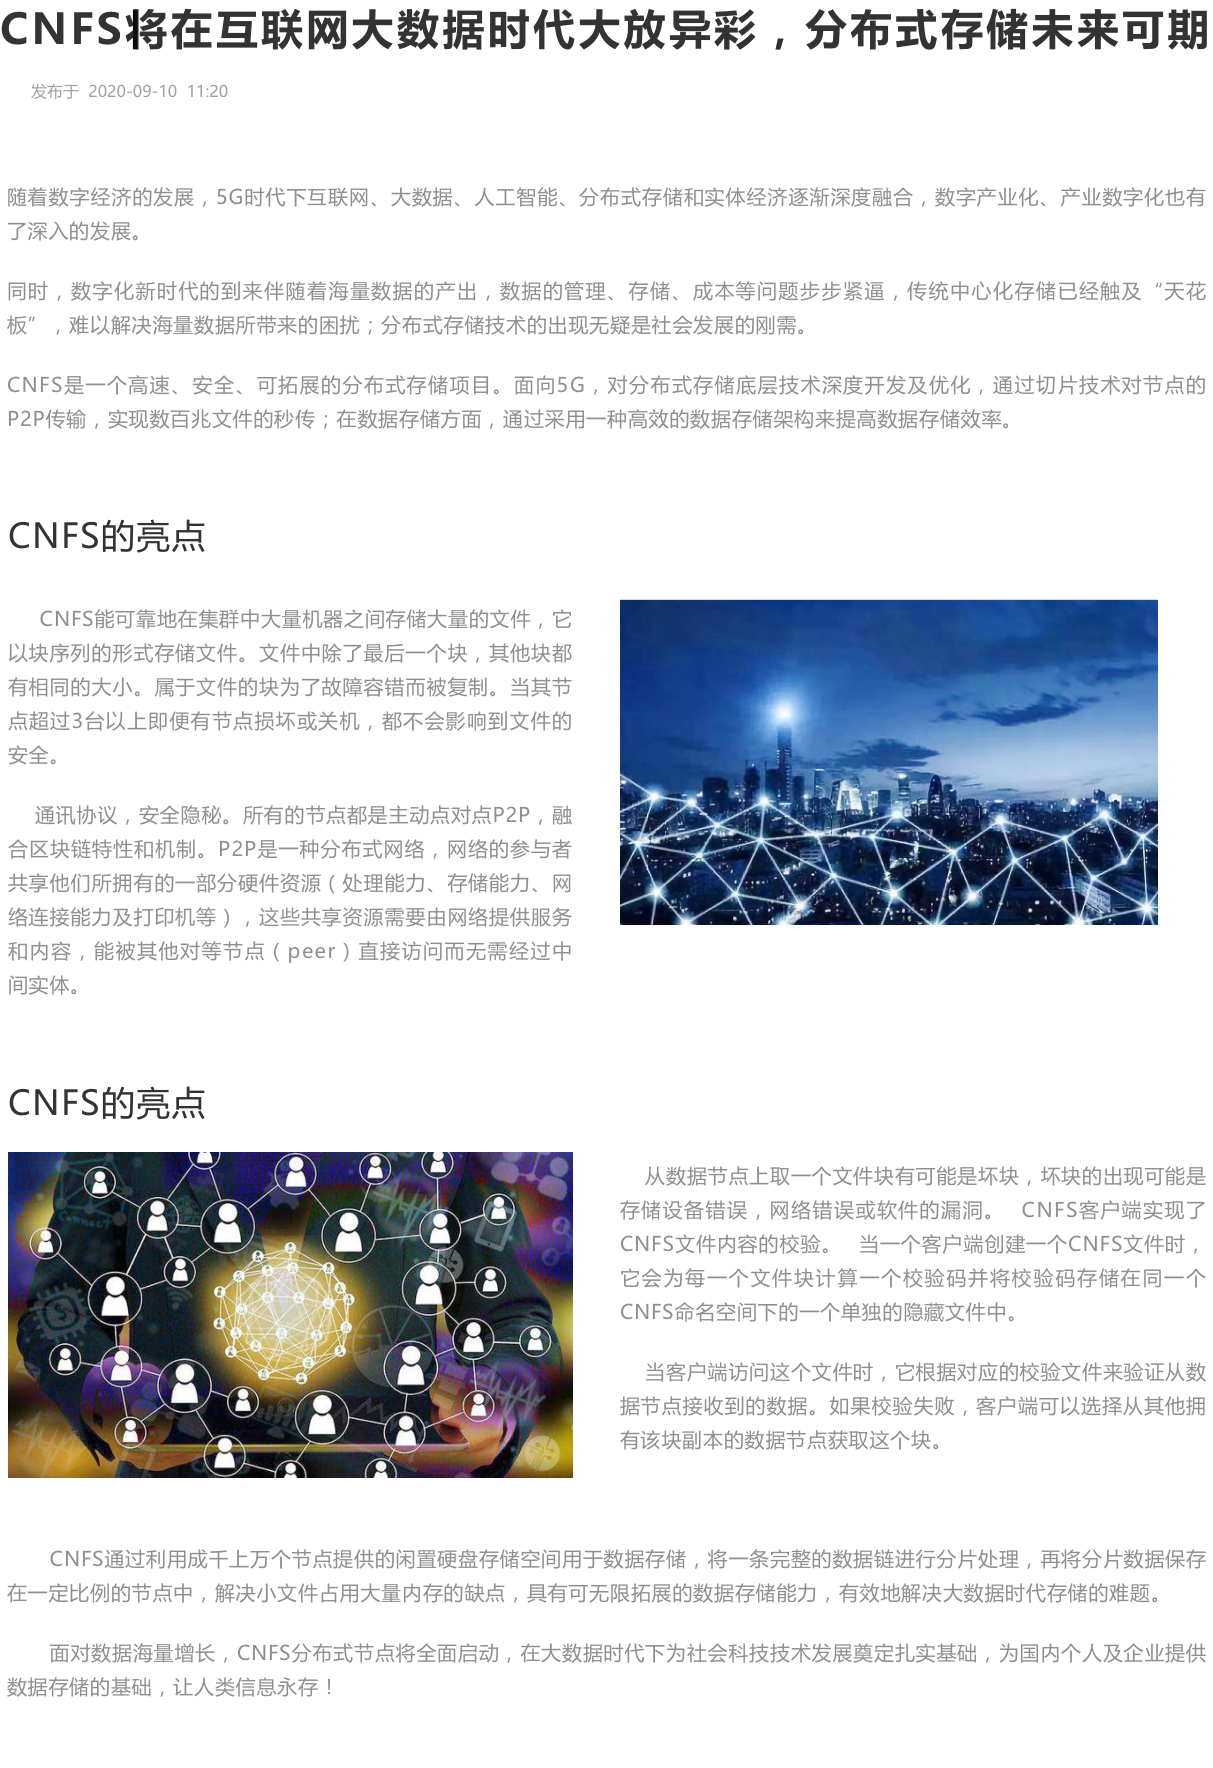 CNFS将在互联网大数据时代大放异彩，分布式存储未来可期
发布于 2020-09-10 11:20
随着数字经济的发展，5G时代下互联网、大数据、人工智能、分布式存储和实体经济逐渐深度融合，数字产业化、产业数字化也有
了深入的发展。
同时，数字化新时代的到来伴随着海量数据的产出，数据的管理、存储、成本等问题步步紧逼，传统中心化存储已经触及“天花
板”，难以解决海量数据所带来的困扰；分布式存储技术的出现无疑是社会发展的刚需。
CNFS是一个高速、安全、可拓展的分布式存储项目。面向5G，对分布式存储底层技术深度开发及优化，通过切片技术对节点的
P2P传输，实现数百兆文件的秒传；在数据存储方面，通过采用一种高效的数据存储架构来提高数据存储效率。
CNFS的亮点
CNFS能可靠地在集群中大量机器之间存储大量的文件，它
以块序列的形式存储文件。文件中除了最后一个块，其他块都
有相同的大小。属于文件的块为了故障容错而被复制。当其节
点超过3台以上即便有节点损坏或关机，都不会影响到文件的
安全。
通讯协议，安全隐秘。所有的节点都是主动点对点P2P，融
合区块链特性和机制。P2P是一种分布式网络，网络的参与者
共享他们所拥有的一部分硬件资源（处理能力、存储能力、网
络连接能力及打印机等），这些共享资源需要由网络提供服务
和内容，能被其他对等节点（peer）直接访问而无需经过中
间实体。
CNFS的亮点
从数据节点上取一个文件块有可能是坏块，坏块的出现可能是
存储设备错误，网络错误或软件的漏洞。 CNFS客户端实现了
CNFS文件内容的校验。 当一个客户端创建一个CNFS文件时，
它会为每一个文件块计算一个校验码并将校验码存储在同一个
CNFS命名空间下的一个单独的隐藏文件中。
当客户端访问这个文件时，它根据对应的校验文件来验证从数
据节点接收到的数据。如果校验失败，客户端可以选择从其他拥
有该块副本的数据节点获取这个块。
CNFS通过利用成千上万个节点提供的闲置硬盘存储空间用于数据存储，将一条完整的数据链进行分片处理，再将分片数据保存
在一定比例的节点中，解决小文件占用大量内存的缺点，具有可无限拓展的数据存储能力，有效地解决大数据时代存储的难题。
面对数据海量增长，CNFS分布式节点将全面启动，在大数据时代下为社会科技技术发展奠定扎实基础，为国内个人及企业提供
数据存储的基础，让人类信息永存！